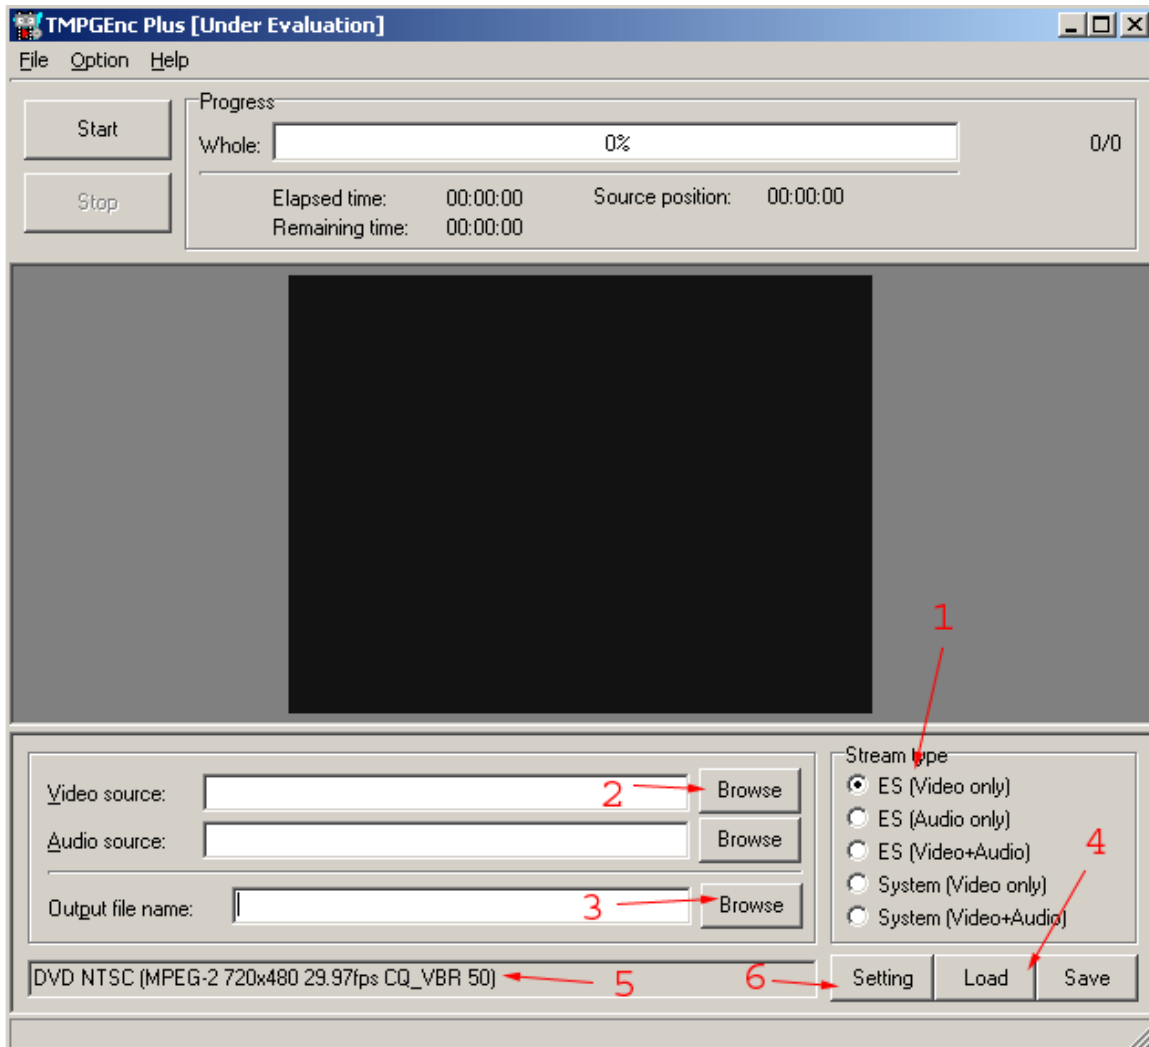 TMPGEnc Plus [Under Evaluation]
File Option Help
Start
Stop
Progress
Whole: 0% 0/0
Elapsed time: 00:00:00 Source position: 00:00:00
Remaining time: 00:00:00
1
Video source: 2 Browse
Audio source: Browse
Output file name: 3 Browse
Stream type
ES (Video only)
ES (Audio only)
ES (Video+Audio)
System (Video only)
System (Video+Audio)
4
DVD NTSC (MPEG-2 720x480 29.97fps CQ_VBR 50) 5
6 Setting Load Save